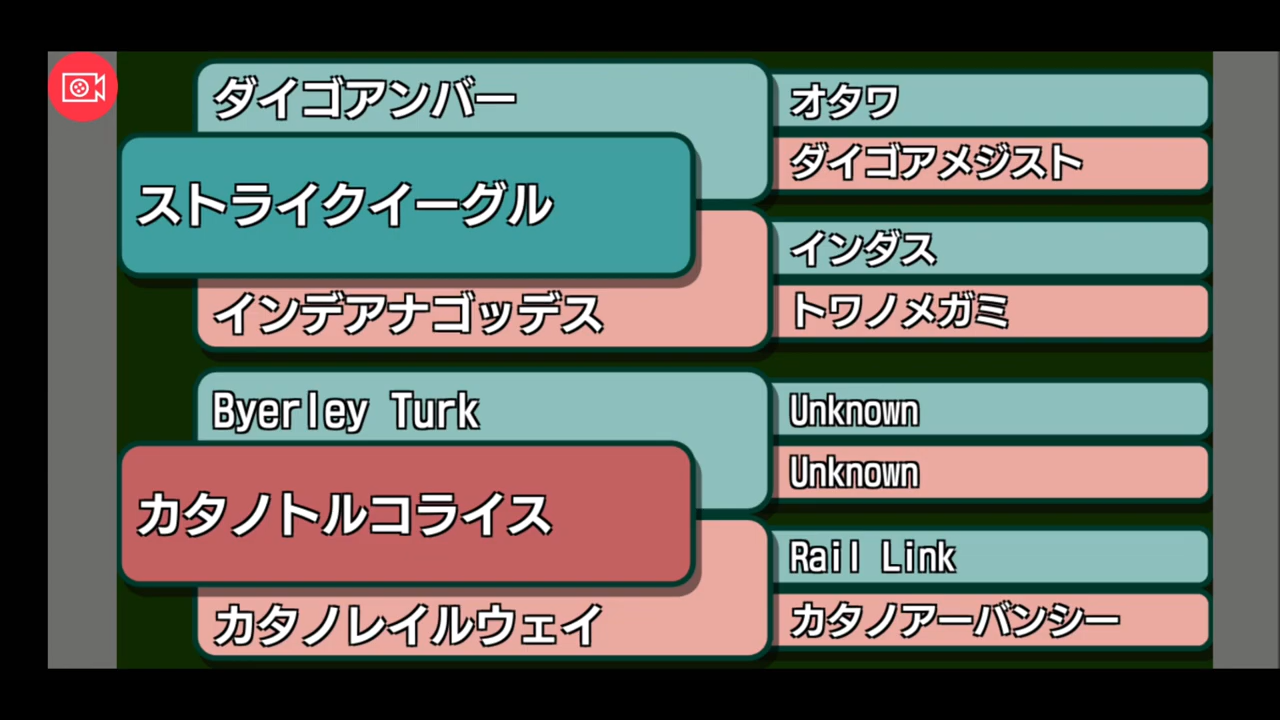 ダイゴアンバー
オタワ
ダイゴアメジスト
ストライクイーグル
インダス
インデアナゴッデス
トワノメガミ
Byerley Turk
Unknown
Unknown
カタノトルコライス
Rail Link
カタノレイルウェイ
カタノアーバンシー